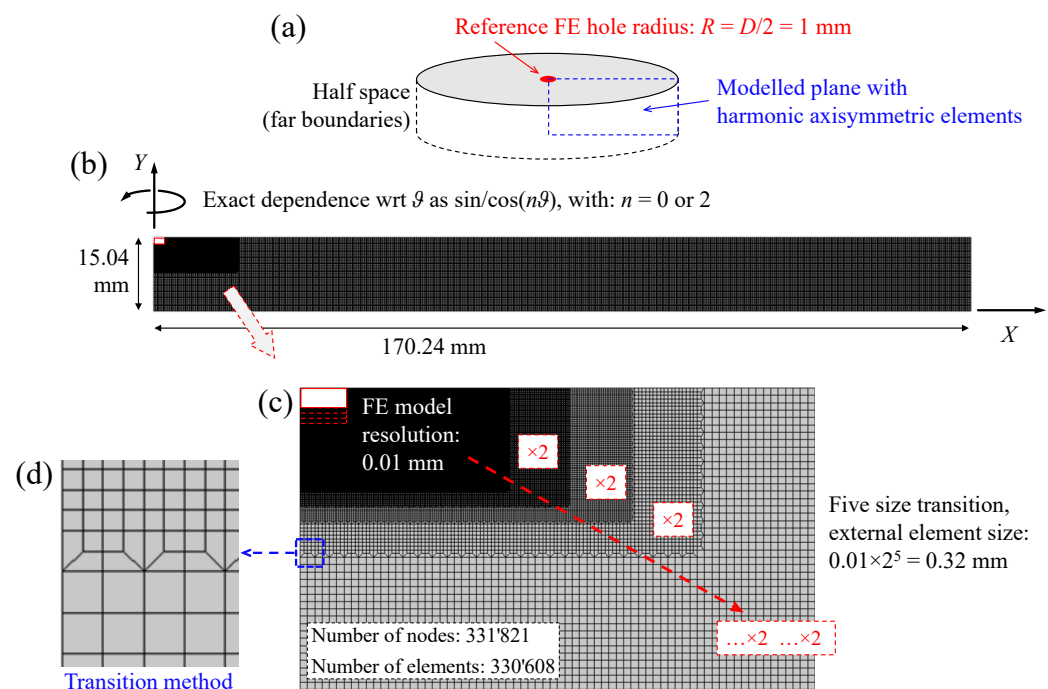 (a)
Reference FE hole radius: R = D/2 = 1 mm
Half space
(far boundaries)
Modelled plane with
harmonic axisymmetric elements
(b)
Y
Exact dependence wrt ϑ as sin/cos(nϑ), with: n = 0 or 2
15.04
mm
170.24 mm
X
(c)
FE model
resolution:
0.01 mm
×2
×2
×2
…×2 …×2
Five size transition,
external element size:
0.01×2⁵ = 0.32 mm
Number of nodes: 331'821
Number of elements: 330'608
(d)
Transition method